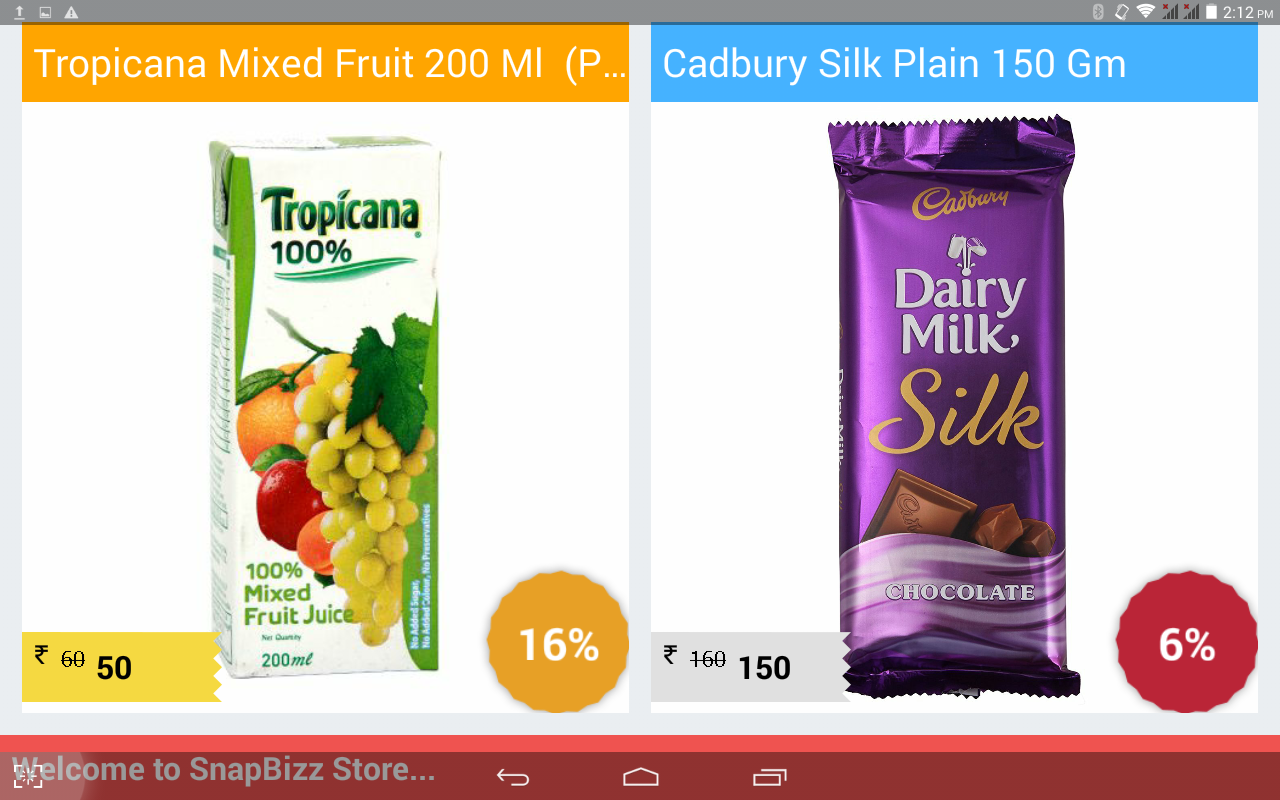 2:12 PM
Tropicana Mixed Fruit 200 Ml (P...
Tropicana
100%
100%
Mixed
Fruit Juice
Net Quantity
200ml
No Added Sugar,
No Added Colour, No Preservatives
₹ 60 50
16%
Cadbury Silk Plain 150 Gm
Cadbury
Dairy
Milk
Silk
CHOCOLATE
Dairy Milk
₹ 160 150
6%
Welcome to SnapBizz Store...